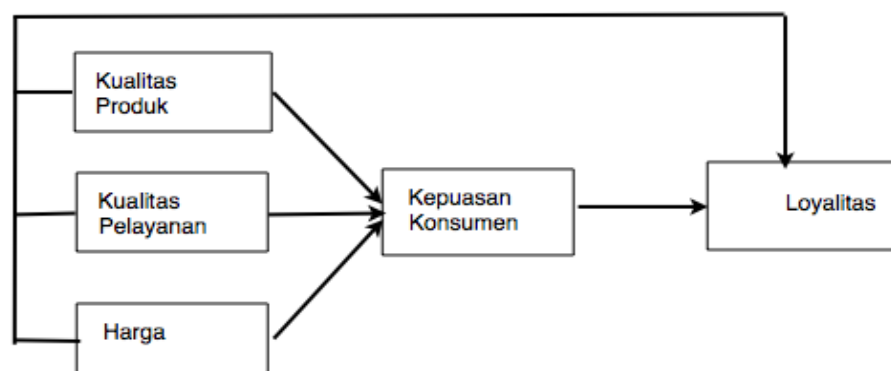 Kualitas
Produk
Kualitas
Pelayanan
Harga
Kepuasan
Konsumen
Loyalitas